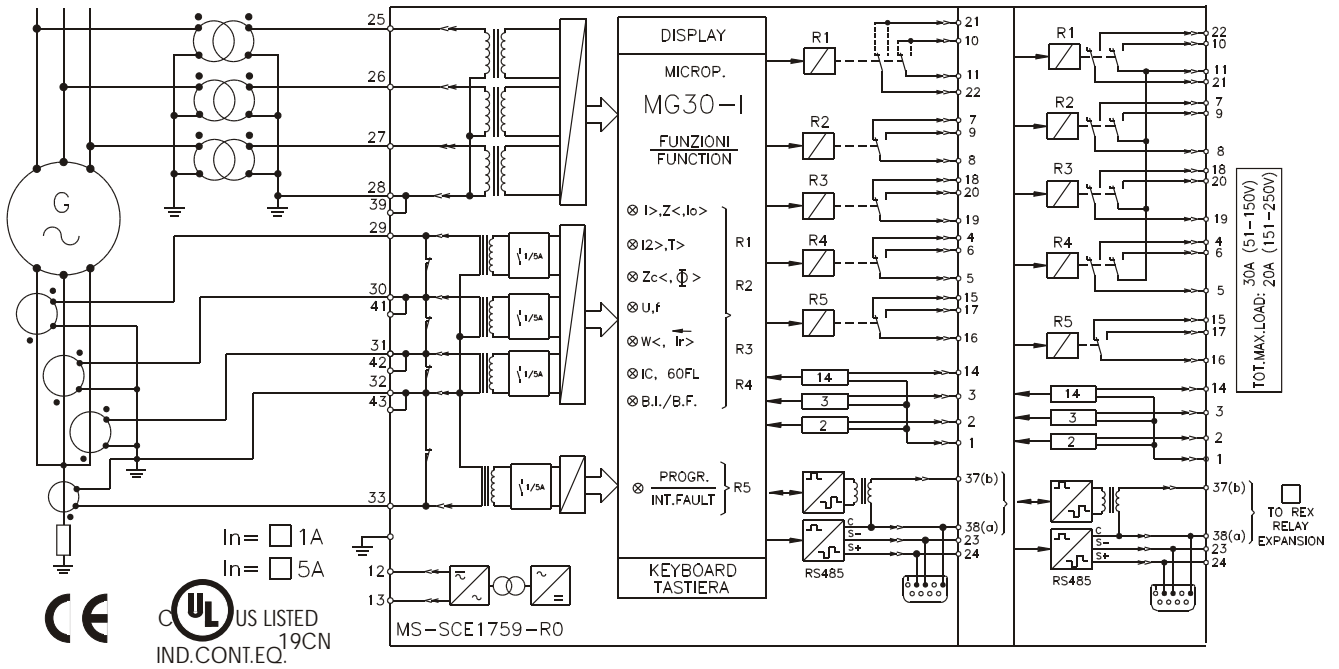 25
26
27
28
39
29
30
41
31
42
32
43
33
12
13
G
In= 1A
In= 5A
CE
C UL US LISTED
19CN
IND.CONT.EQ.
1/5A
1/5A
1/5A
1/5A
MS-SCE1759-R0
DISPLAY
MICROP.
MG30-I
FUNZIONI
FUNCTION
I>,Z<,Io>
I2>,T>
Zc<,Φ>
U,f
W<, Ir>
IC, 60FL
B.I./B.F.
R1
R2
R3
R4
PROGR.
INT.FAULT
R5
KEYBOARD
TASTIERA
R1
R2
R3
R4
R5
14
3
2
C
S-
S+
RS485
21
10
11
22
7
9
8
18
20
19
4
6
5
15
17
16
14
3
2
1
37(b)
38(a)
23
24
R1
R2
R3
R4
R5
14
3
2
C
S-
S+
RS485
22
10
11
21
7
9
8
18
20
19
4
6
5
15
17
16
14
3
2
1
37(b)
38(a)
23
24
TOT.MAX.LOAD: 30A (51-150V)
20A (151-250V)
TO REX
RELAY
EXPANSION